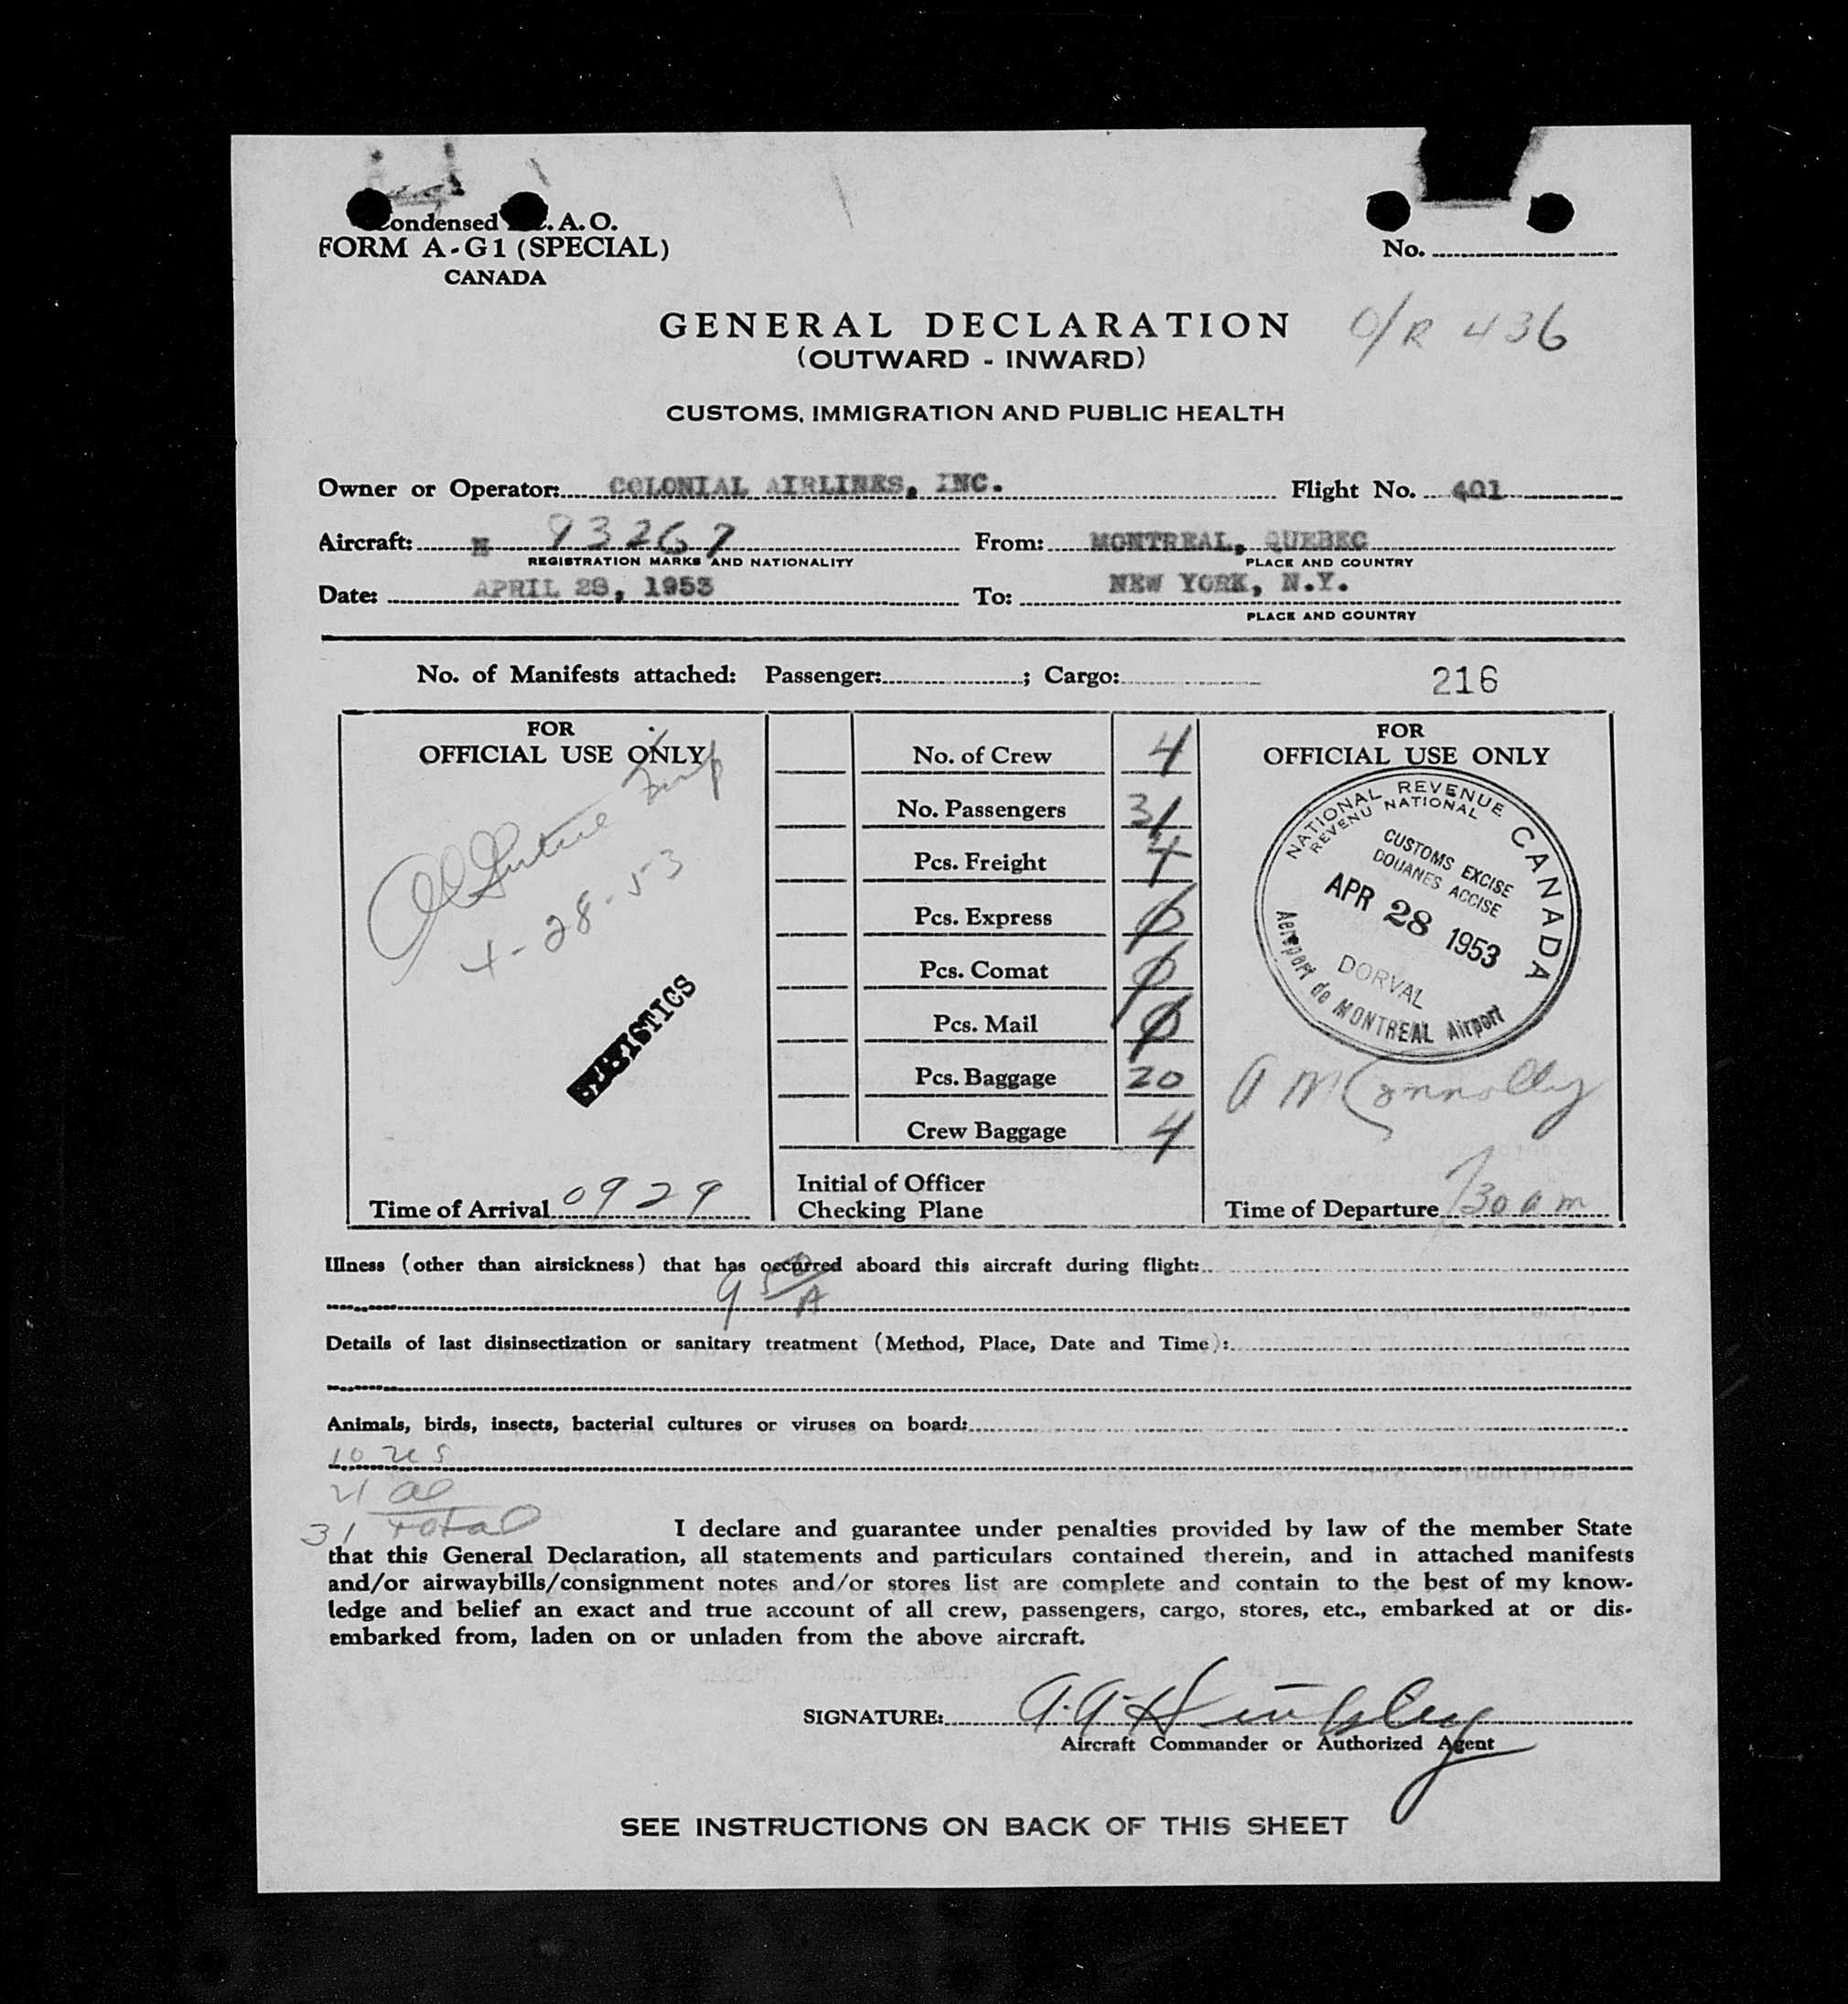 Condensed I.C.A.O.
FORM A-G1 (SPECIAL)
CANADA
No.
GENERAL DECLARATION
O/R 436
(OUTWARD - INWARD)
CUSTOMS, IMMIGRATION AND PUBLIC HEALTH
Owner or Operator: COLONIAL AIRLINES, INC. Flight No. 401
Aircraft: N 93267 From: MONTREAL, QUEBEC
REGISTRATION MARKS AND NATIONALITY PLACE AND COUNTRY
Date: APRIL 28, 1953 To: NEW YORK, N.Y.
PLACE AND COUNTRY
No. of Manifests attached: Passenger: ; Cargo: 216
FOR
OFFICIAL USE ONLY
4-28-53
STATISTICS
Time of Arrival 0929
No. of Crew 4
No. Passengers 31
Pcs. Freight 4
Pcs. Express 0
Pcs. Comat 0
Pcs. Mail 0
Pcs. Baggage 20
Crew Baggage 4
Initial of Officer
Checking Plane
FOR
OFFICIAL USE ONLY
NATIONAL REVENUE CANADA
REVENU NATIONAL
CUSTOMS EXCISE
DOUANES ACCISE
APR 28 1953
DORVAL
Aeroport de MONTREAL Airport
A M Connolly
Time of Departure 730 am
Illness (other than airsickness) that has occurred aboard this aircraft during flight:
9 50/A
Details of last disinsectization or sanitary treatment (Method, Place, Date and Time):
Animals, birds, insects, bacterial cultures or viruses on board:
10 US
21 al
31 Total
I declare and guarantee under penalties provided by law of the member State
that this General Declaration, all statements and particulars contained therein, and in attached manifests
and/or airwaybills/consignment notes and/or stores list are complete and contain to the best of my know-
ledge and belief an exact and true account of all crew, passengers, cargo, stores, etc., embarked at or dis-
embarked from, laden on or unladen from the above aircraft.
SIGNATURE: A.A. Hinkley
Aircraft Commander or Authorized Agent
SEE INSTRUCTIONS ON BACK OF THIS SHEET